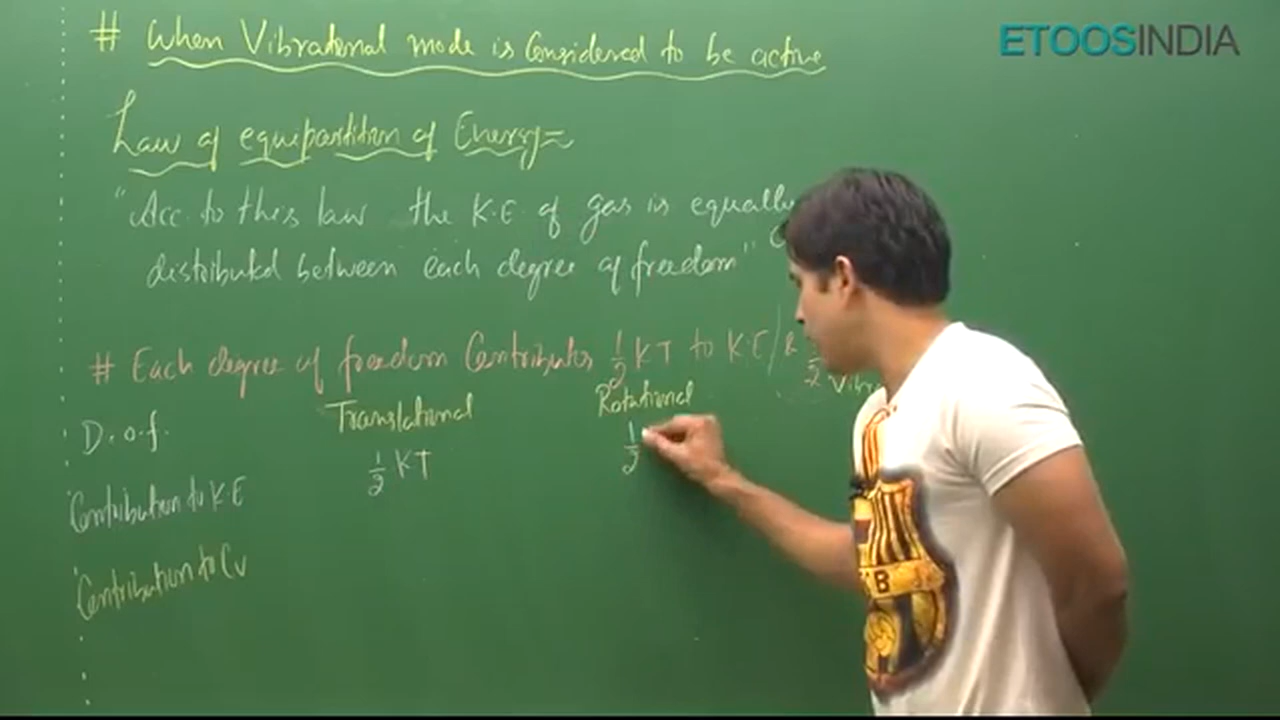 ETOOSINDIA
# When Vibrational mode is Considered to be active
Law of equipartition of Energy=
"Acc. to this law the K.E of gas is equally
distributed between each degree of freedom"
# Each degree of freedom Contributes 1/2 KT to K.E/&
D.o.f. Translational Rotational Vibra
Contribution to K.E 1/2 KT 1/2
Contribution to Cv
B